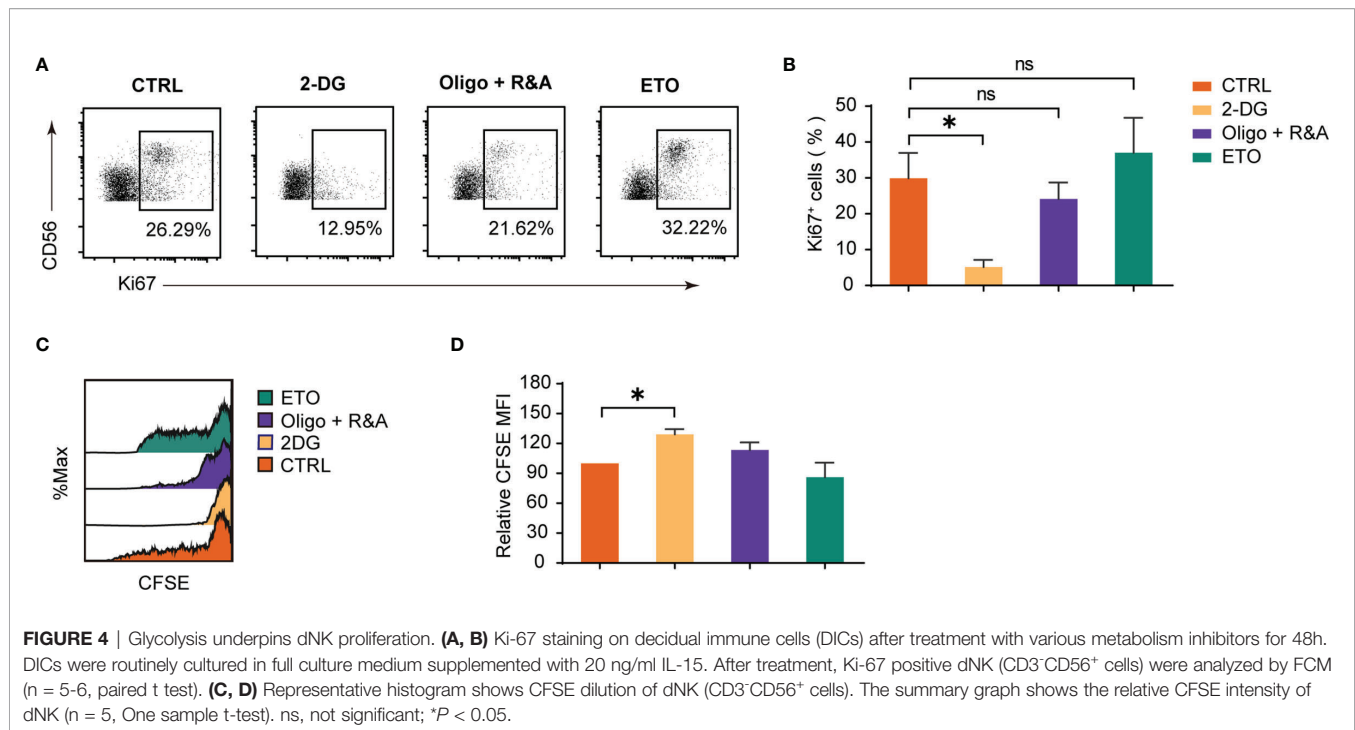 A
CTRL
2-DG
Oligo + R&A
ETO
26.29%
12.95%
21.62%
32.22%
CD56
Ki67
B
ns
ns
*
50
40
30
20
10
0
Ki67⁺ cells ( % )
CTRL
2-DG
Oligo + R&A
ETO
C
%Max
CFSE
ETO
Oligo + R&A
2DG
CTRL
D
*
180
150
120
90
60
30
0
Relative CFSE MFI
FIGURE 4 | Glycolysis underpins dNK proliferation. (A, B) Ki-67 staining on decidual immune cells (DICs) after treatment with various metabolism inhibitors for 48h.
DICs were routinely cultured in full culture medium supplemented with 20 ng/ml IL-15. After treatment, Ki-67 positive dNK (CD3⁻CD56⁺ cells) were analyzed by FCM
(n = 5-6, paired t test). (C, D) Representative histogram shows CFSE dilution of dNK (CD3⁻CD56⁺ cells). The summary graph shows the relative CFSE intensity of
dNK (n = 5, One sample t-test). ns, not significant; *P < 0.05.